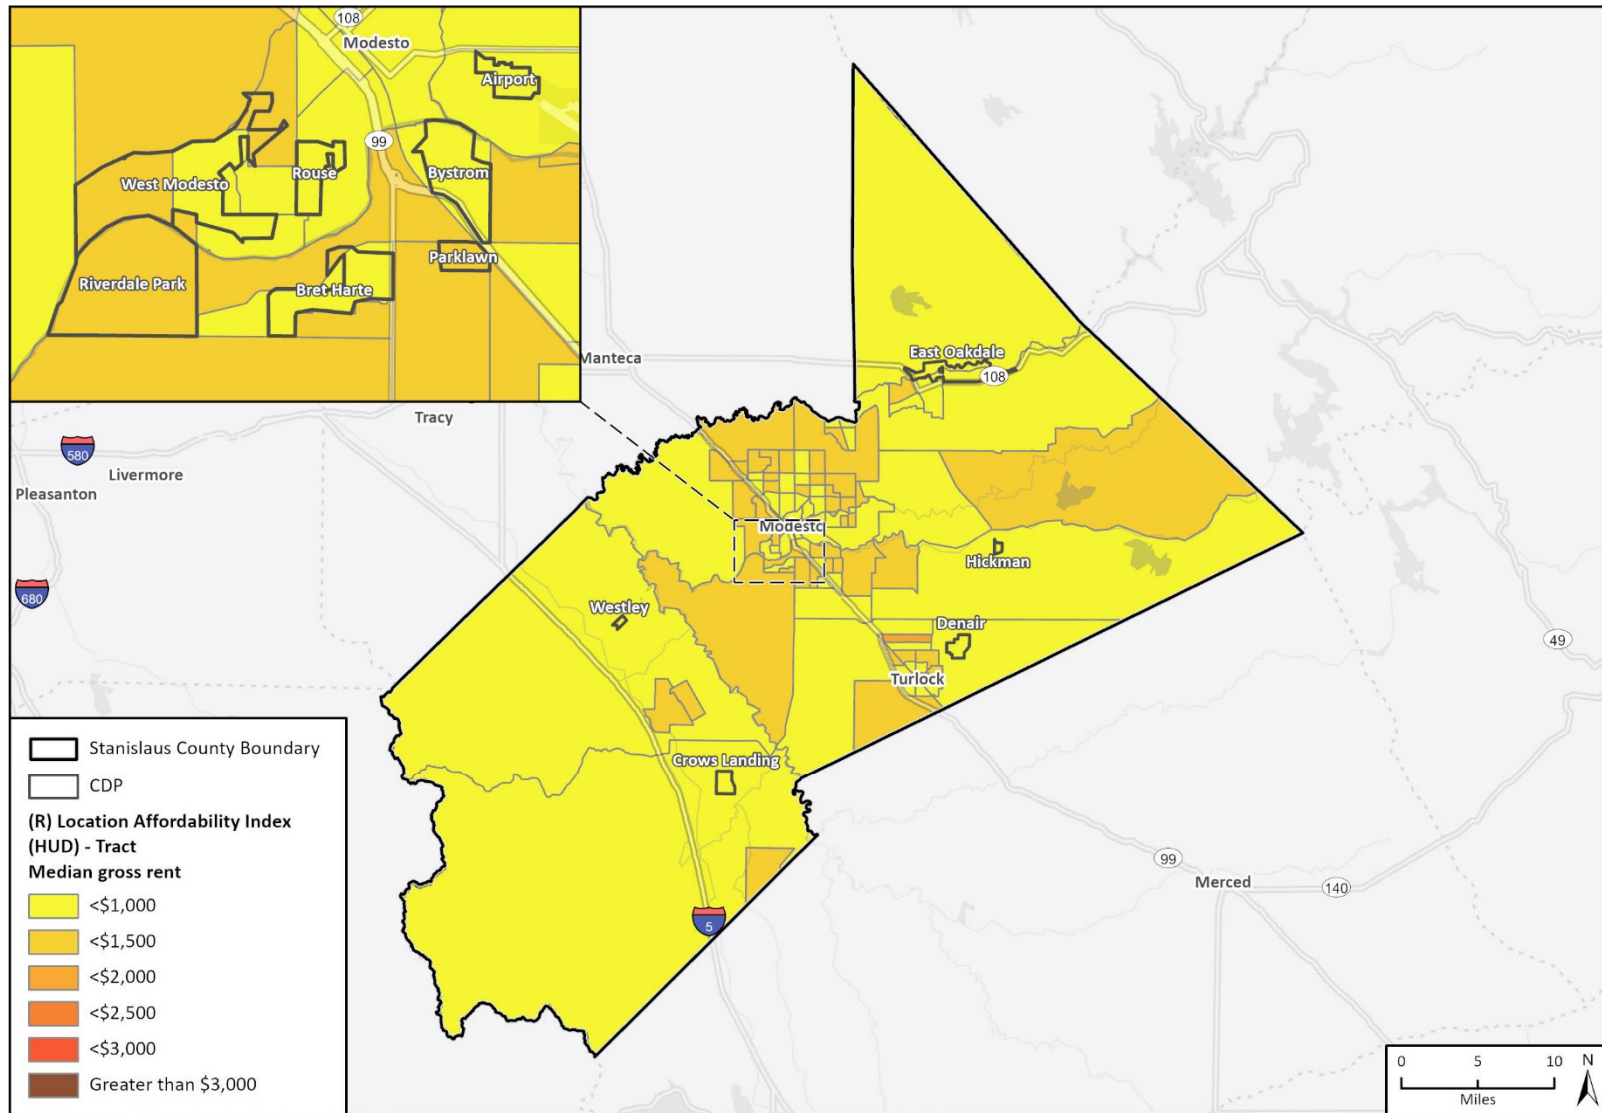 108
Modesto
Airport
99
West Modesto
Rouse
Bystrom
Riverdale Park
Bret Harte
Parklawn
Manteca
Tracy
580
Livermore
Pleasanton
680
East Oakdale
108
Modesto
Hickman
Westley
Denair
Turlock
49
Crows Landing
99
Merced
140
5
Stanislaus County Boundary
CDP
(R) Location Affordability Index
(HUD) - Tract
Median gross rent
<$1,000
<$1,500
<$2,000
<$2,500
<$3,000
Greater than $3,000
0 5 10
Miles
N